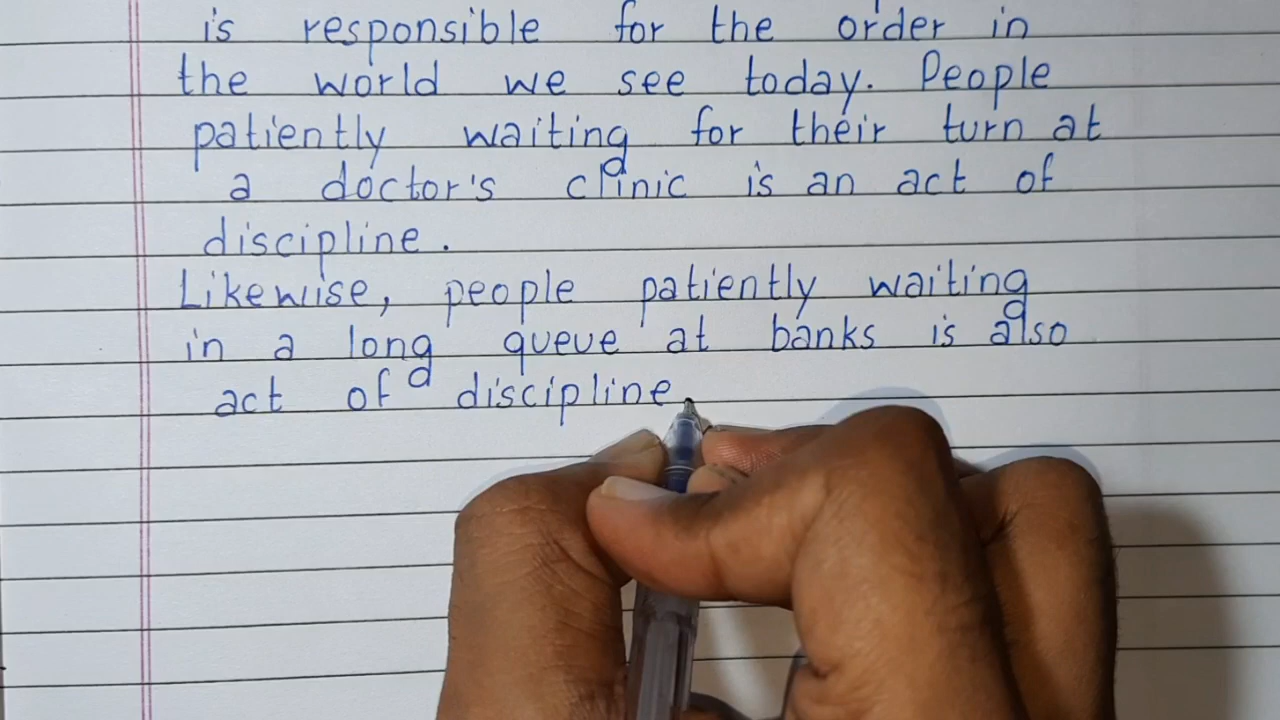 is responsible for the order in
the world we see today. People
patiently waiting for their turn at
a doctor's clinic is an act of
discipline.
Likewise, people patiently waiting
in a long queue at banks is also
act of discipline